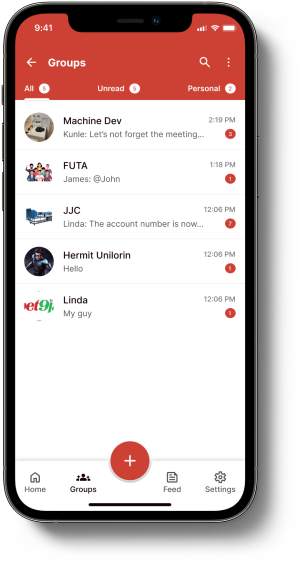 9:41
Groups
All 5 Unread 5 Personal 2
Machine Dev 2:19 PM
Kunle: Let's not forget the meeting... 3
FUTA 1:18 PM
James: @John 1
JJC 12:06 PM
Linda: The account number is now... 7
Hermit Unilorin 12:06 PM
Hello 1
Linda 12:06 PM
My guy 1
et9j
Home Groups Feed Settings